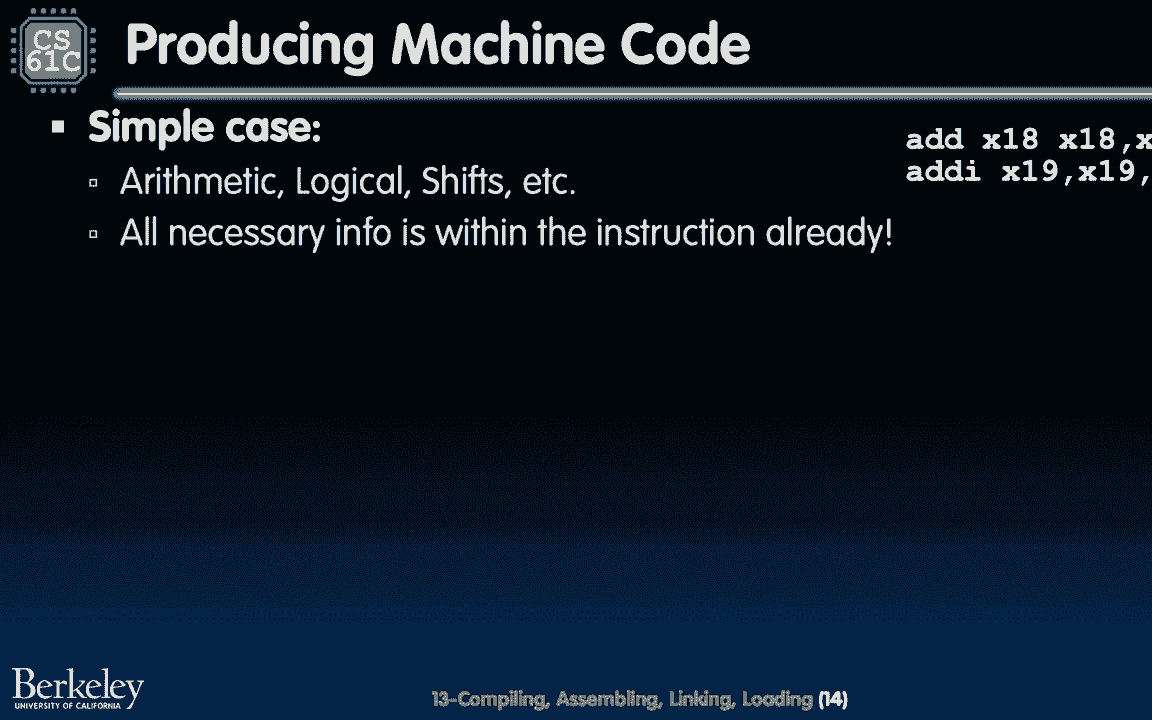 CS
61C
Producing Machine Code
Simple case:
add x18 x18,x
Arithmetic, Logical, Shifts, etc.
addi x19,x19,
All necessary info is within the instruction already!
Berkeley
UNIVERSITY OF CALIFORNIA
13-Compiling, Assembling, Linking, Loading (14)